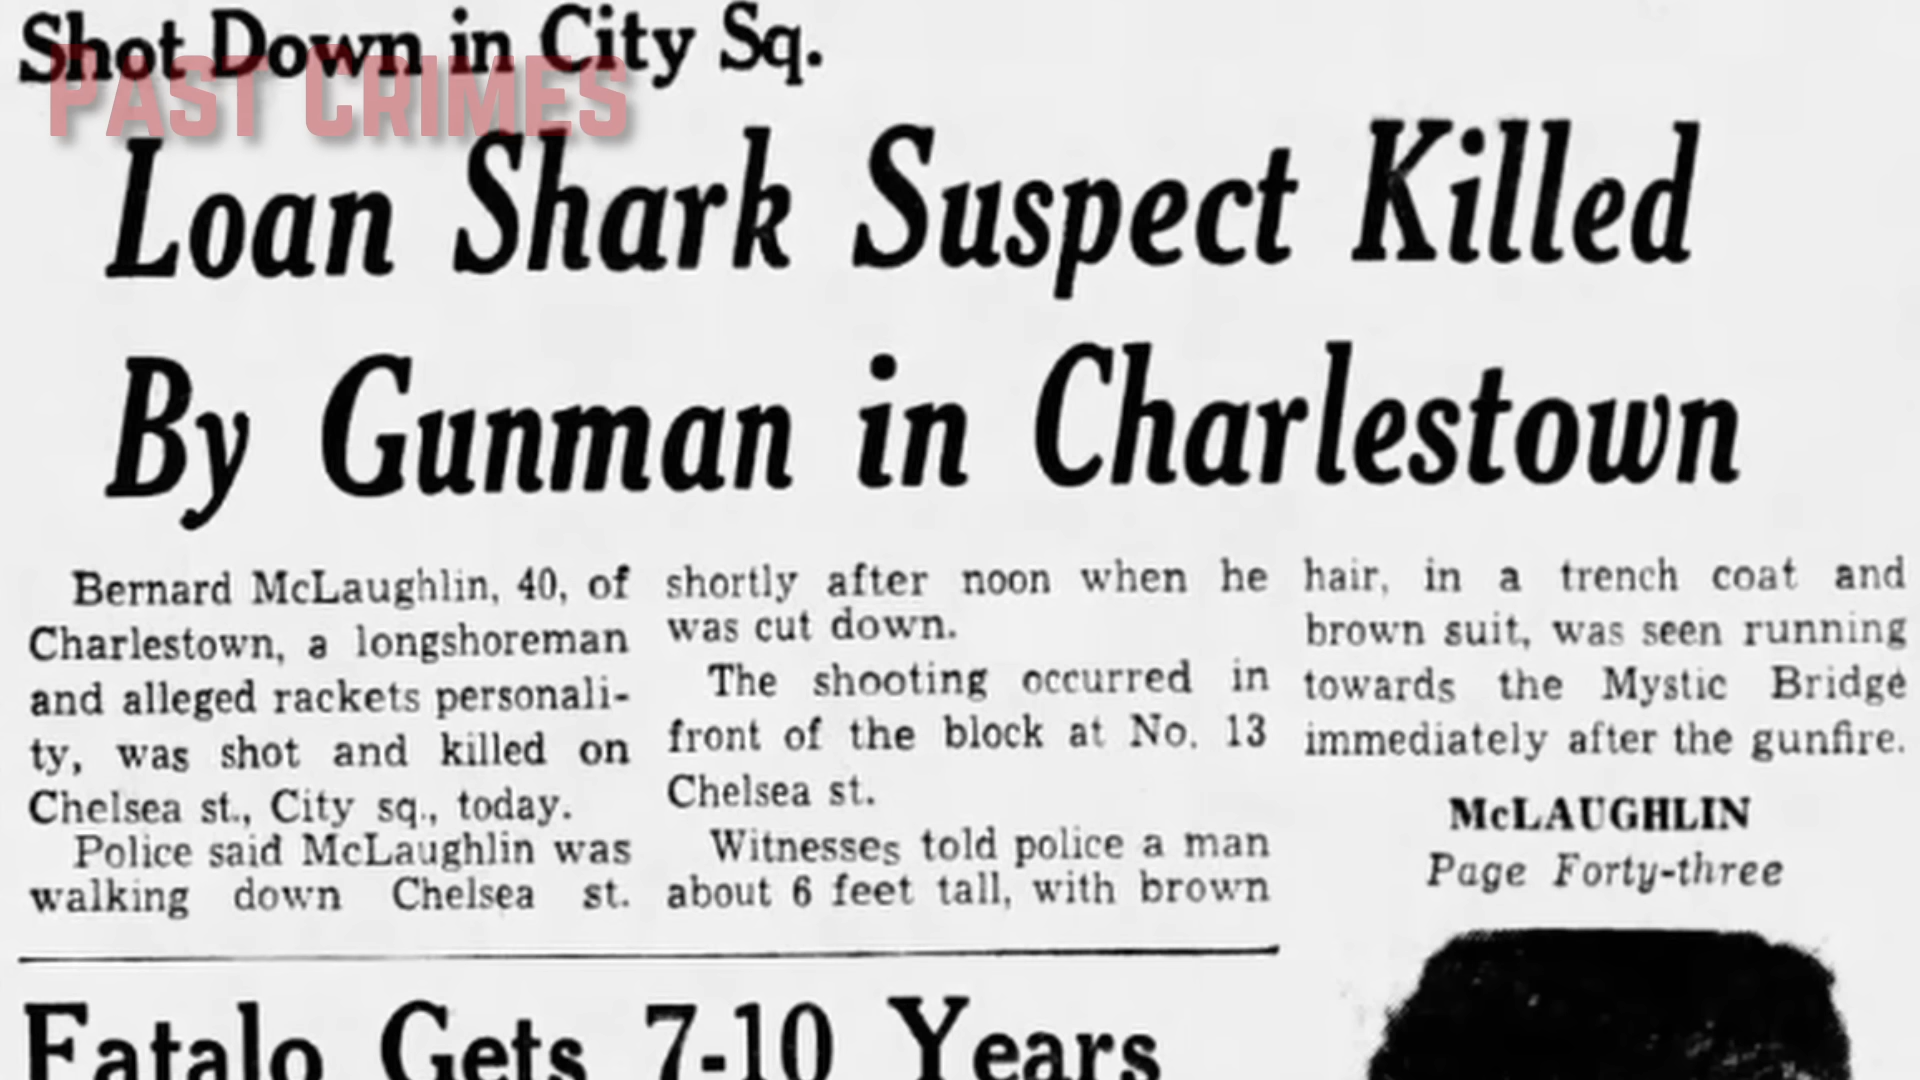 Shot Down in City Sq.
PAST CRIMES
Loan Shark Suspect Killed
By Gunman in Charlestown
Bernard McLaughlin, 40, of
Charlestown, a longshoreman
and alleged rackets personali-
ty, was shot and killed on
Chelsea st., City sq., today.
Police said McLaughlin was
walking down Chelsea st.
shortly after noon when he
was cut down.
The shooting occurred in
front of the block at No. 13
Chelsea st.
Witnesses told police a man
about 6 feet tall, with brown
hair, in a trench coat and
brown suit, was seen running
towards the Mystic Bridge
immediately after the gunfire.
McLAUGHLIN
Page Forty-three
Fatalo Gets 7-10 Years